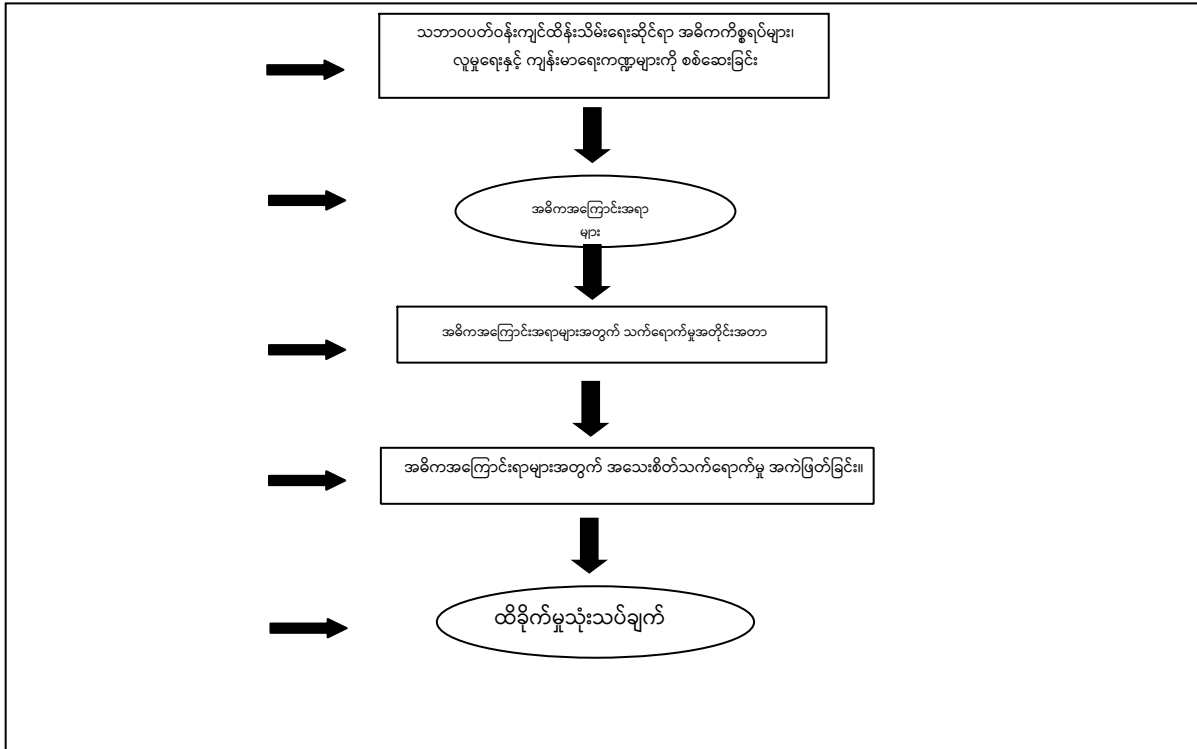 သဘာဝပတ်ဝန်းကျင်ထိန်းသိမ်းရေးဆိုင်ရာ အဓိကကိစ္စရပ်များ၊
လူမှုရေးနှင့် ကျန်းမာရေးကဏ္ဍများကို စစ်ဆေးခြင်း
အဓိကအကြောင်းအရာ
များ
အဓိကအကြောင်းအရာများအတွက် သက်ရောက်မှုအတိုင်းအတာ
အဓိကအကြောင်းရာများအတွက် အသေးစိတ်သက်ရောက်မှု အကဲဖြတ်ခြင်း။
ထိခိုက်မှုသုံးသပ်ချက်